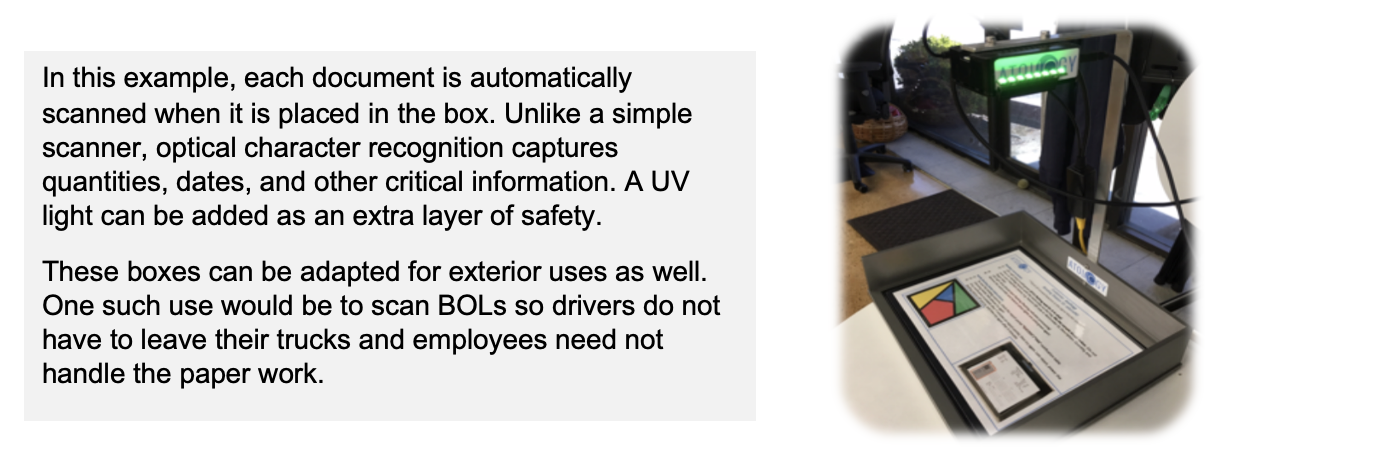 In this example, each document is automatically
scanned when it is placed in the box. Unlike a simple
scanner, optical character recognition captures
quantities, dates, and other critical information. A UV
light can be added as an extra layer of safety.
These boxes can be adapted for exterior uses as well.
One such use would be to scan BOLs so drivers do not
have to leave their trucks and employees need not
handle the paper work.
ATOLOGY
ATOLOGY